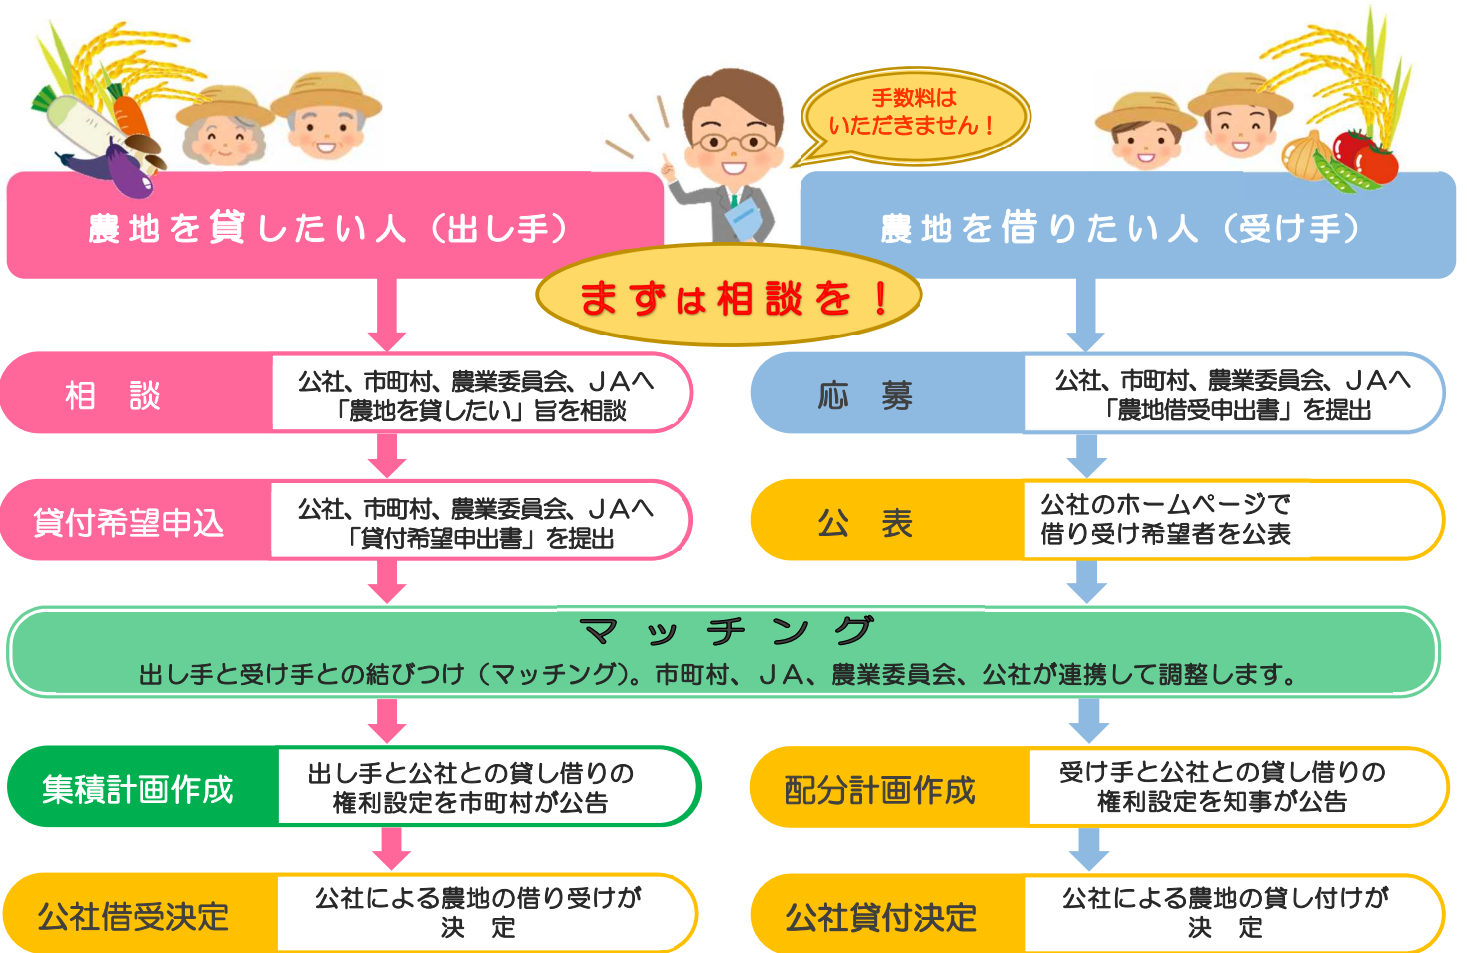 手数料は
いただきません！
農地を貸したい人（出し手）
農地を借りたい人（受け手）
まずは相談を！
相　談
公社、市町村、農業委員会、ＪＡへ
「農地を貸したい」旨を相談
応　募
公社、市町村、農業委員会、ＪＡへ
「農地借受申出書」を提出
貸付希望申込
公社、市町村、農業委員会、ＪＡへ
「貸付希望申出書」を提出
公　表
公社のホームページで
借り受け希望者を公表
マッチング
出し手と受け手との結びつけ（マッチング）。市町村、ＪＡ、農業委員会、公社が連携して調整します。
集積計画作成
出し手と公社との貸し借りの
権利設定を市町村が公告
配分計画作成
受け手と公社との貸し借りの
権利設定を知事が公告
公社借受決定
公社による農地の借り受けが
決　定
公社貸付決定
公社による農地の貸し付けが
決　定